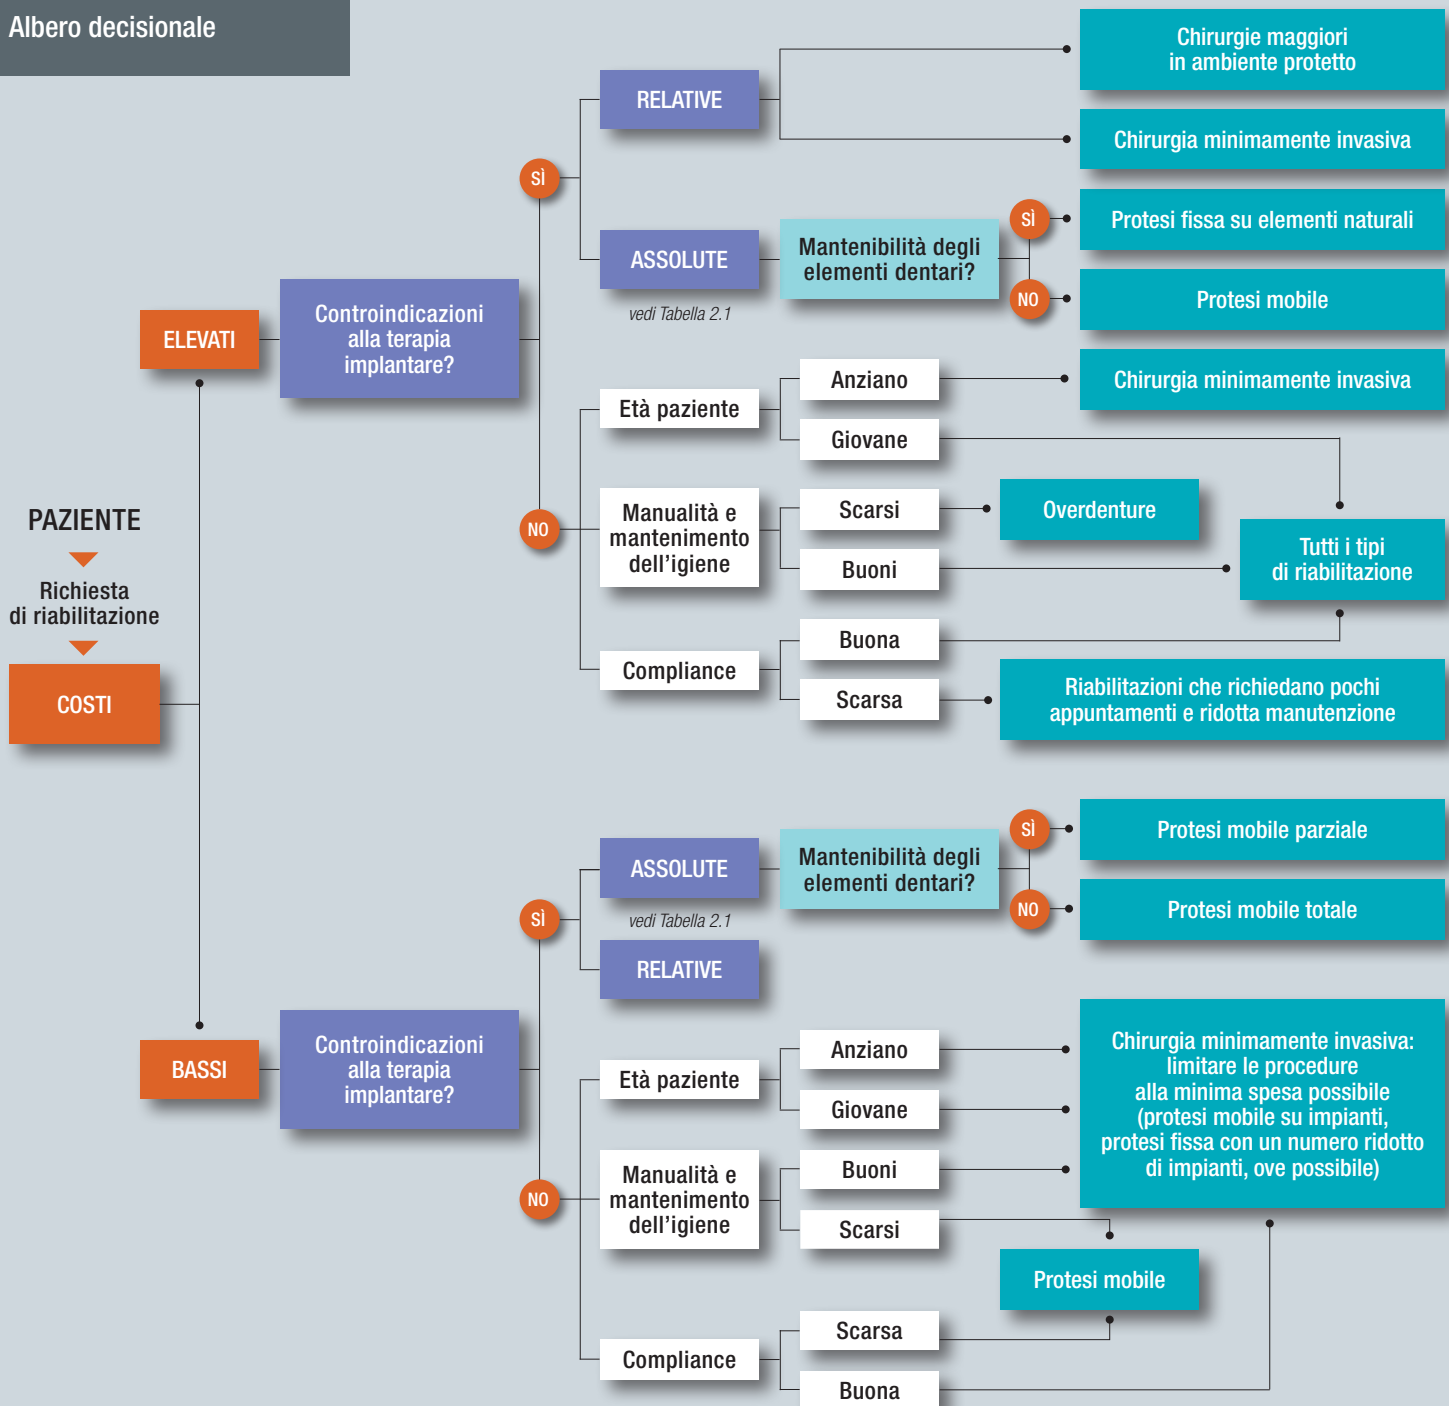 Albero decisionale
PAZIENTE
Richiesta
di riabilitazione
COSTI
ELEVATI
Controindicazioni
alla terapia
implantare?
SÌ
RELATIVE
Chirurgie maggiori
in ambiente protetto
Chirurgia minimamente invasiva
ASSOLUTE
vedi Tabella 2.1
Mantenibilità degli
elementi dentari?
SÌ
Protesi fissa su elementi naturali
NO
Protesi mobile
NO
Età paziente
Anziano
Chirurgia minimamente invasiva
Giovane
Manualità e
mantenimento
dell'igiene
Scarsi
Overdenture
Buoni
Tutti i tipi
di riabilitazione
Compliance
Buona
Scarsa
Riabilitazioni che richiedano pochi
appuntamenti e ridotta manutenzione
BASSI
Controindicazioni
alla terapia
implantare?
SÌ
ASSOLUTE
vedi Tabella 2.1
Mantenibilità degli
elementi dentari?
SÌ
Protesi mobile parziale
NO
Protesi mobile totale
RELATIVE
NO
Età paziente
Anziano
Giovane
Chirurgia minimamente invasiva:
limitare le procedure
alla minima spesa possibile
(protesi mobile su impianti,
protesi fissa con un numero ridotto
di impianti, ove possibile)
Manualità e
mantenimento
dell'igiene
Buoni
Scarsi
Protesi mobile
Compliance
Scarsa
Buona